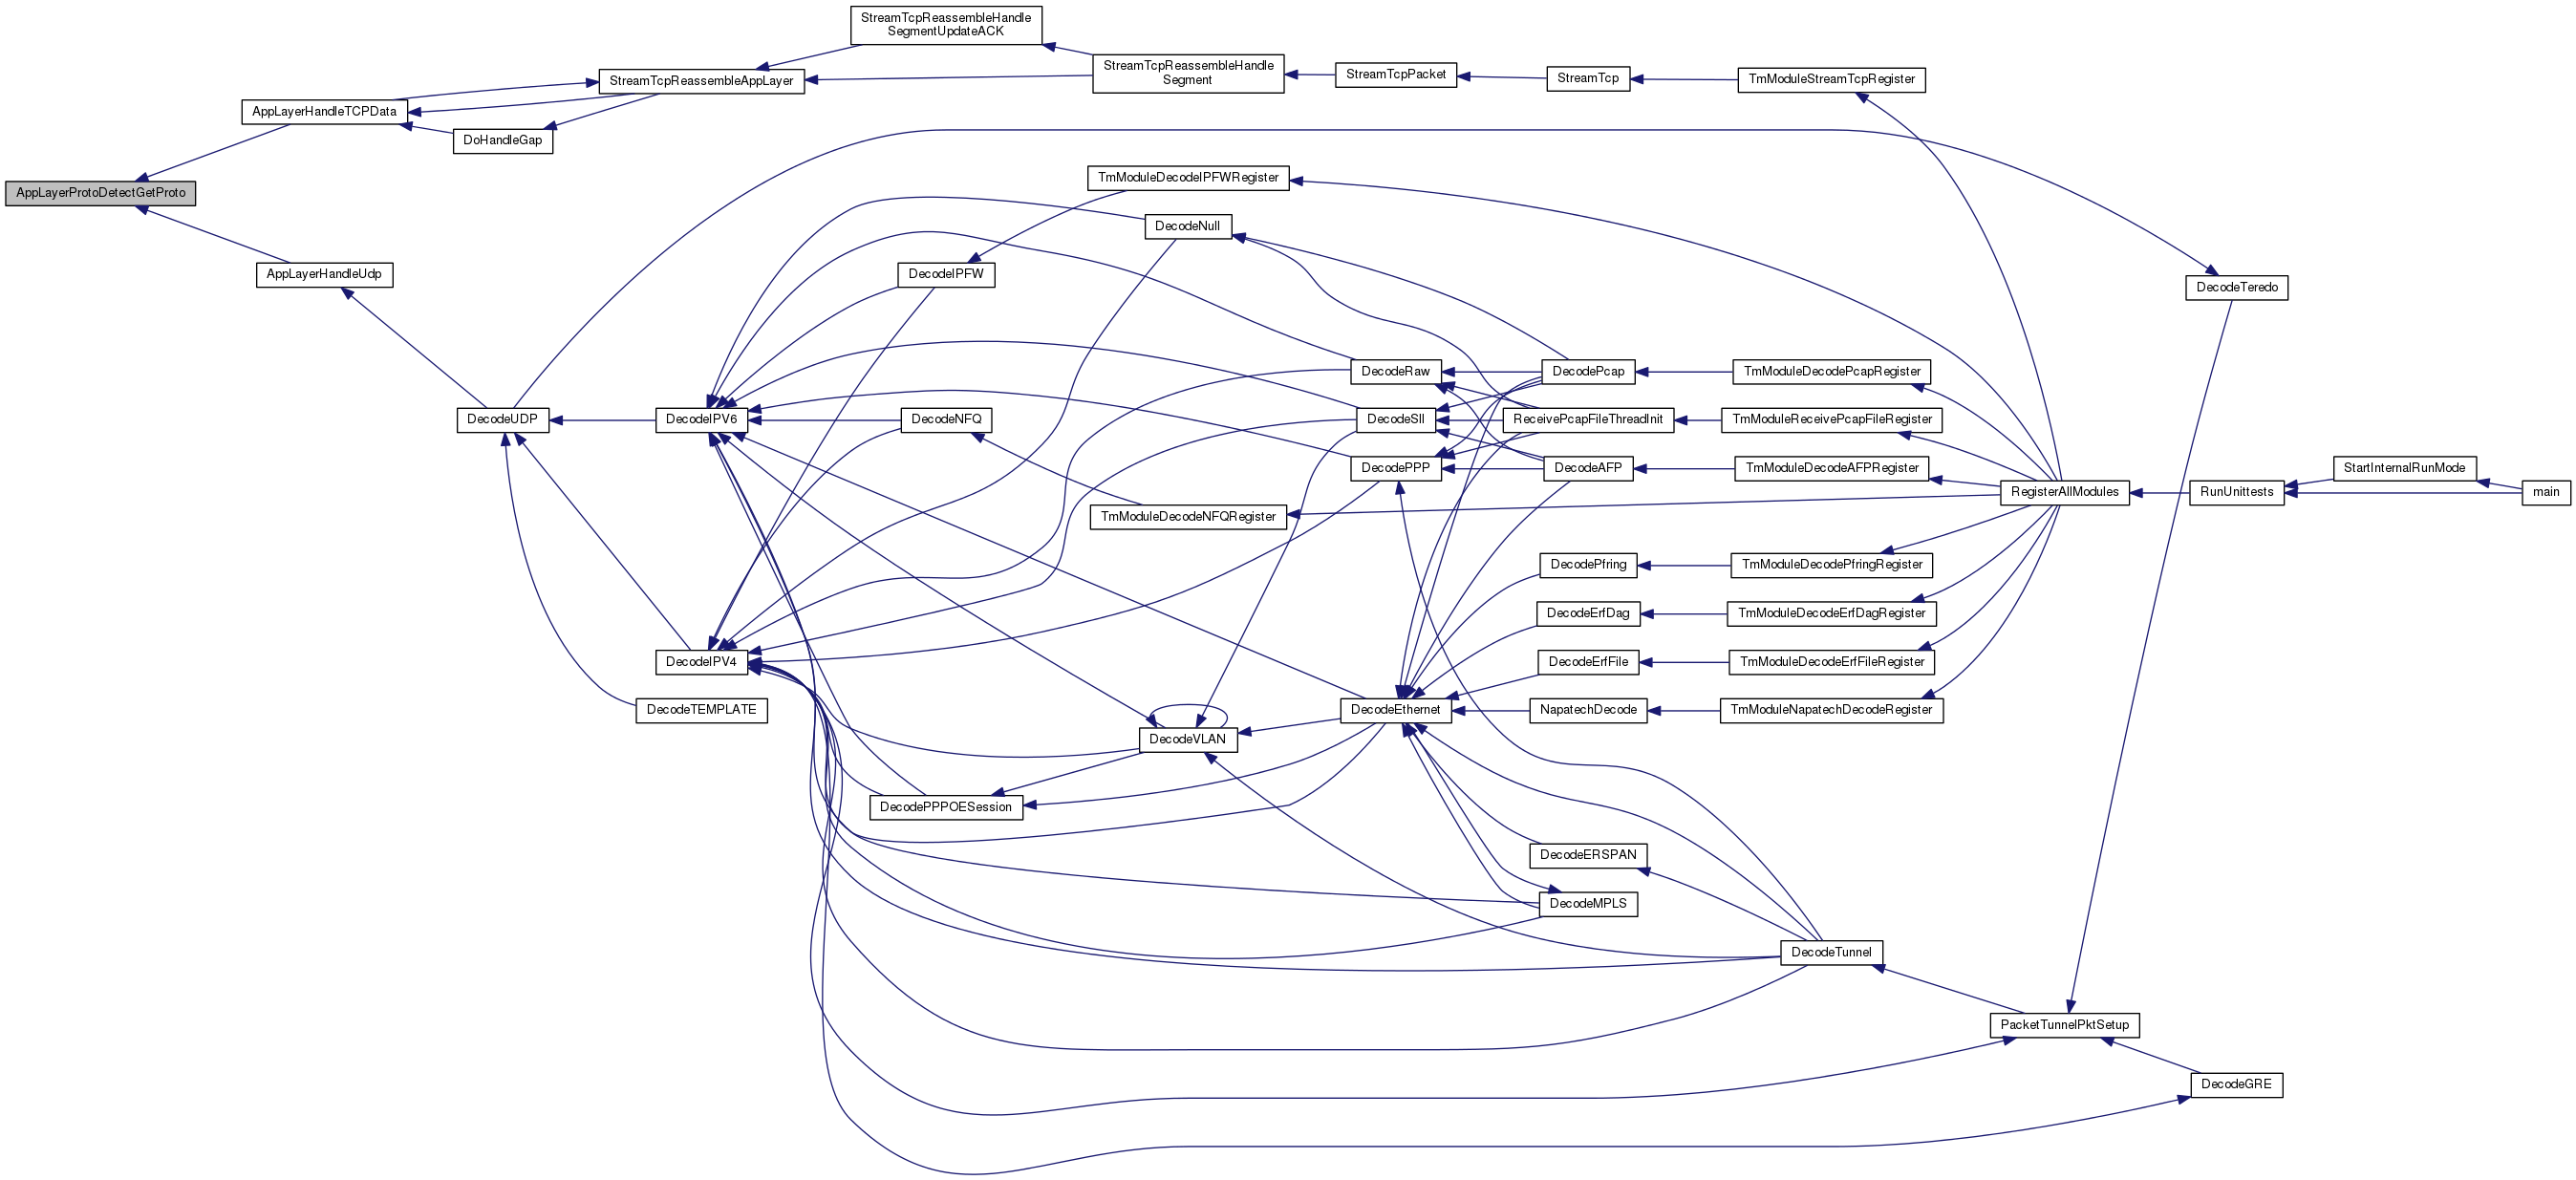 StreamTcpReassembleHandle
SegmentUpdateACK
StreamTcpReassembleAppLayer
StreamTcpReassembleHandle
Segment
StreamTcpPacket
StreamTcp
TmModuleStreamTcpRegister
AppLayerHandleTCPData
DoHandleGap
AppLayerProtoDetectGetProto
TmModuleDecodeIPFWRegister
DecodeNull
AppLayerHandleUdp
DecodeIPFW
DecodeTeredo
DecodeRaw
DecodePcap
TmModuleDecodePcapRegister
DecodeUDP
DecodeIPV6
DecodeNFQ
DecodeSll
ReceivePcapFileThreadInit
TmModuleReceivePcapFileRegister
DecodePPP
DecodeAFP
TmModuleDecodeAFPRegister
StartInternalRunMode
RegisterAllModules
RunUnittests
main
TmModuleDecodeNFQRegister
DecodePfring
TmModuleDecodePfringRegister
DecodeErfDag
TmModuleDecodeErfDagRegister
DecodeIPV4
DecodeErfFile
TmModuleDecodeErfFileRegister
DecodeTEMPLATE
DecodeEthernet
NapatechDecode
TmModuleNapatechDecodeRegister
DecodeVLAN
DecodePPPOESession
DecodeERSPAN
DecodeMPLS
DecodeTunnel
PacketTunnelPktSetup
DecodeGRE